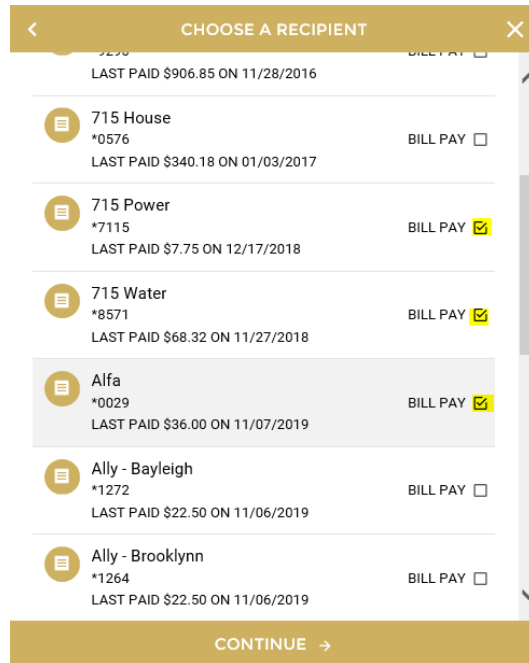 CHOOSE A RECIPIENT
LAST PAID $906.85 ON 11/28/2016
715 House
*0576
BILL PAY
LAST PAID $340.18 ON 01/03/2017
715 Power
*7115
BILL PAY
LAST PAID $7.75 ON 12/17/2018
715 Water
*8571
BILL PAY
LAST PAID $68.32 ON 11/27/2018
Alfa
*0029
BILL PAY
LAST PAID $36.00 ON 11/07/2019
Ally - Bayleigh
*1272
BILL PAY
LAST PAID $22.50 ON 11/06/2019
Ally - Brooklynn
*1264
BILL PAY
LAST PAID $22.50 ON 11/06/2019
CONTINUE →